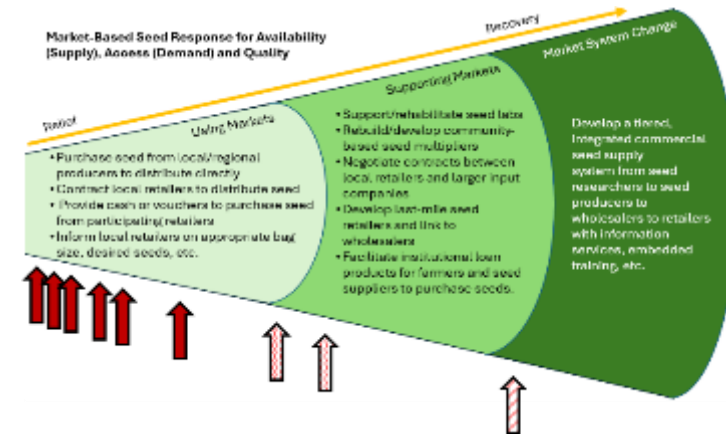 Market-Based Seed Response for Availability
(Supply), Access (Demand) and Quality
Relief
Recovery
Using Markets
• Purchase seed from local/regional
producers to distribute directly
• Contract local retailers to distribute seed
• Provide cash or vouchers to purchase seed
from participating retailers
• Inform local retailers on appropriate bag
size, desired seeds, etc.
Supporting Markets
• Support/rehabilitate seed labs
• Rebuild/develop community-
based seed multipliers
• Negotiate contracts between
local retailers and larger input
companies
• Develop last-mile seed
retailers and link to
wholesalers
• Facilitate institutional loan
products for farmers and seed
suppliers to purchase seeds.
Market System Change
Develop a tiered,
integrated commercial
seed supply
system from seed
researchers to seed
producers to
wholesalers to retailers
with information
services, embedded
training, etc.